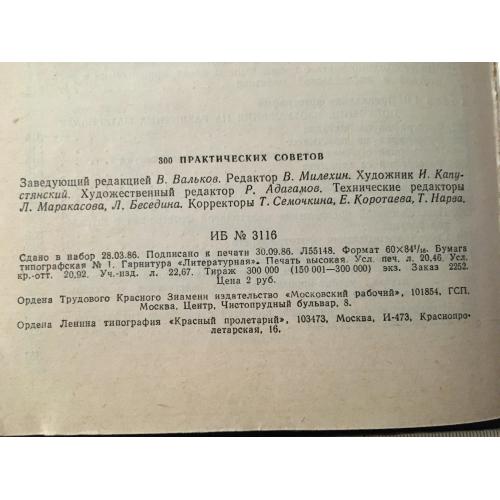 300 ПРАКТИЧЕСКИХ СОВЕТОВ
Заведующий редакцией В. Вальков. Редактор В. Милехин. Художник И. Капу-
стянский. Художественный редактор Р. Адагамов. Технические редакторы
Л. Маракасова, Л. Беседина. Корректоры Т. Семочкина, Е. Коротаева, Т. Нарва.
ИБ № 3116
Сдано в набор 28.03.86. Подписано к печати 30.09.86. Л55148. Формат 60×84¹/₁₆. Бумага
типографская № 1. Гарнитура «Литературная». Печать высокая. Усл. печ. л. 20,46. Усл.
кр.-отт. 20,92. Уч.-изд. л. 22,67. Тираж 300 000 (150 001—300 000) экз. Заказ 2252.
Цена 2 руб.
Ордена Трудового Красного Знамени издательство «Московский рабочий», 101854, ГСП,
Москва, Центр, Чистопрудный бульвар, 8.
Ордена Ленина типография «Красный пролетарий», 103473, Москва, И-473, Краснопро-
летарская, 16.